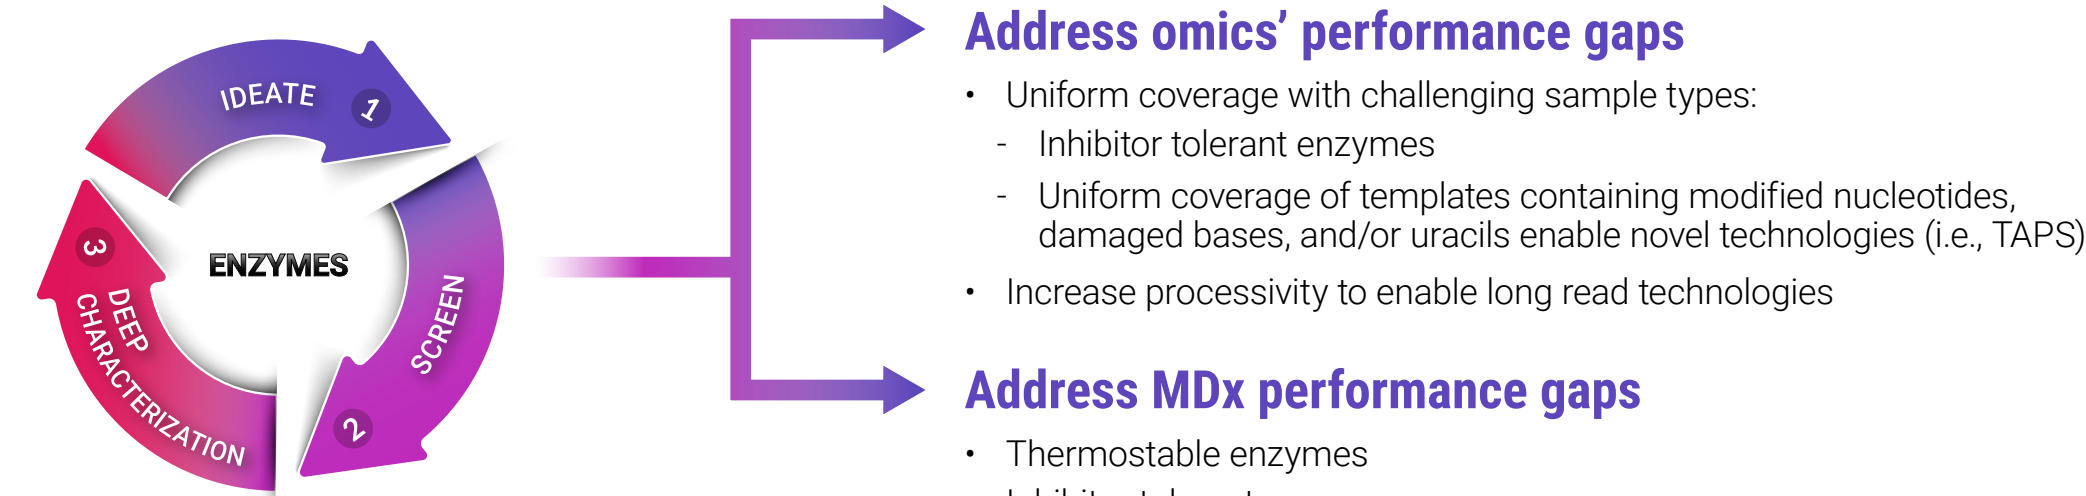 IDEATE
1
ENZYMES
SCREEN
2
3
DEEP
CHARACTERIZATION
Address omics’ performance gaps
• Uniform coverage with challenging sample types:
- Inhibitor tolerant enzymes
- Uniform coverage of templates containing modified nucleotides,
damaged bases, and/or uracils enable novel technologies (i.e., TAPS)
• Increase processivity to enable long read technologies
Address MDx performance gaps
• Thermostable enzymes